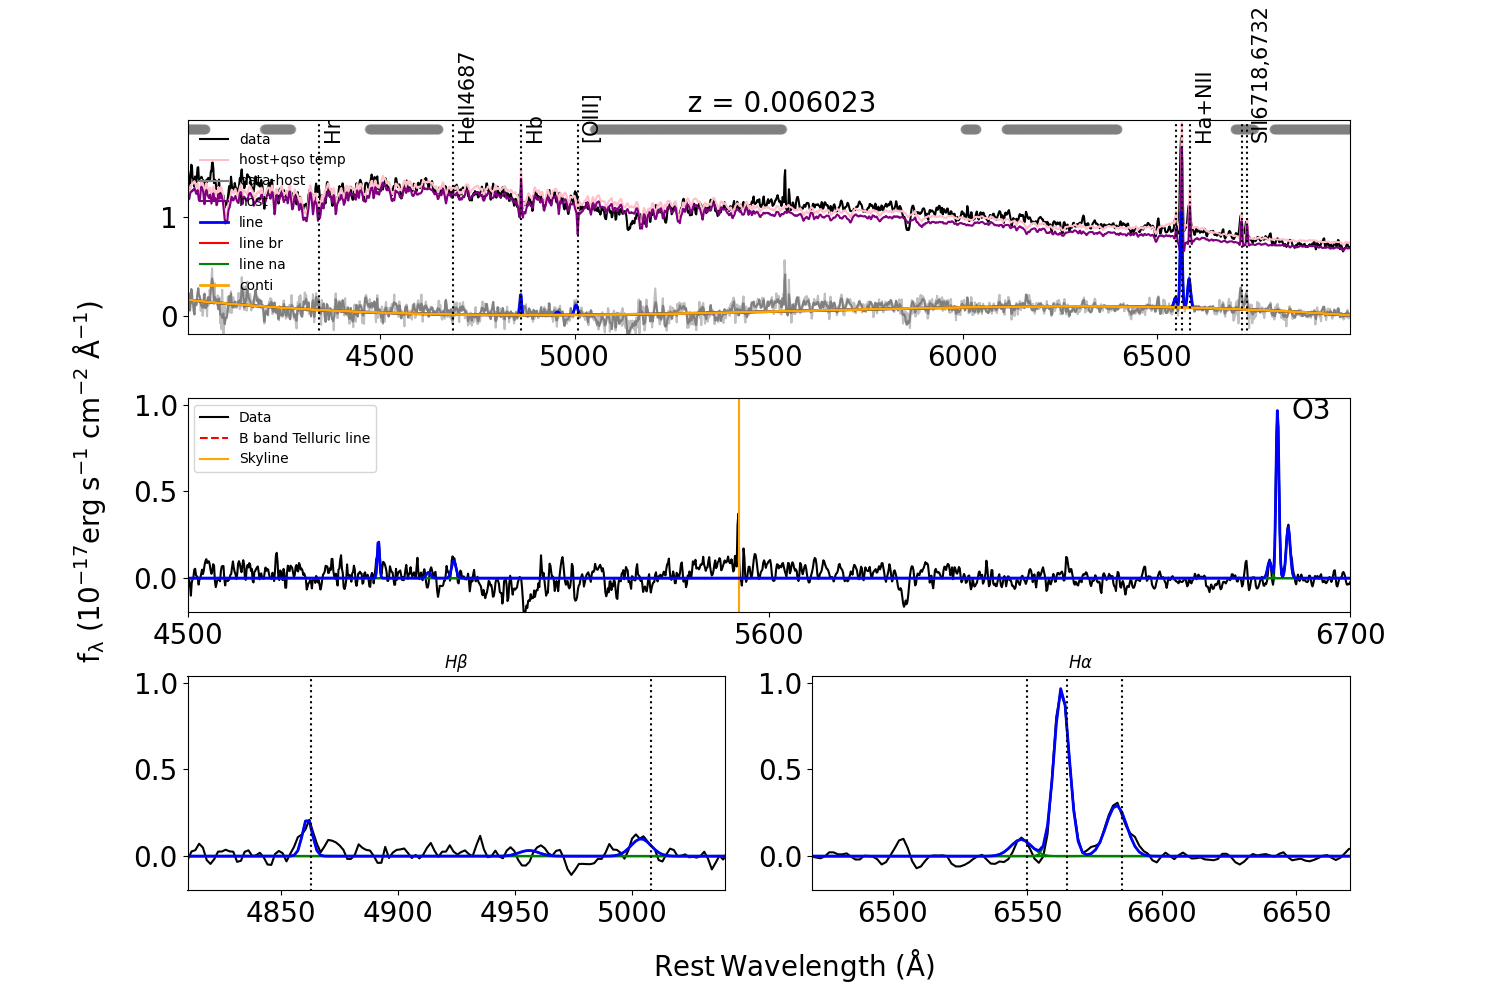 z = 0.006023
Hr
HeII4687
Hb
[OIII]
Ha+NII
SII6718,6732
data
host+qso temp
data-host
host
line
line br
line na
conti
1
0
4500
5000
5500
6000
6500
fλ (10⁻¹⁷erg s⁻¹ cm⁻² Å⁻¹)
O3
Data
B band Telluric line
Skyline
1.0
0.5
0.0
4500
5600
6700
Hβ
1.0
0.5
0.0
4850
4900
4950
5000
Hα
1.0
0.5
0.0
6500
6550
6600
6650
Rest Wavelength (Å)